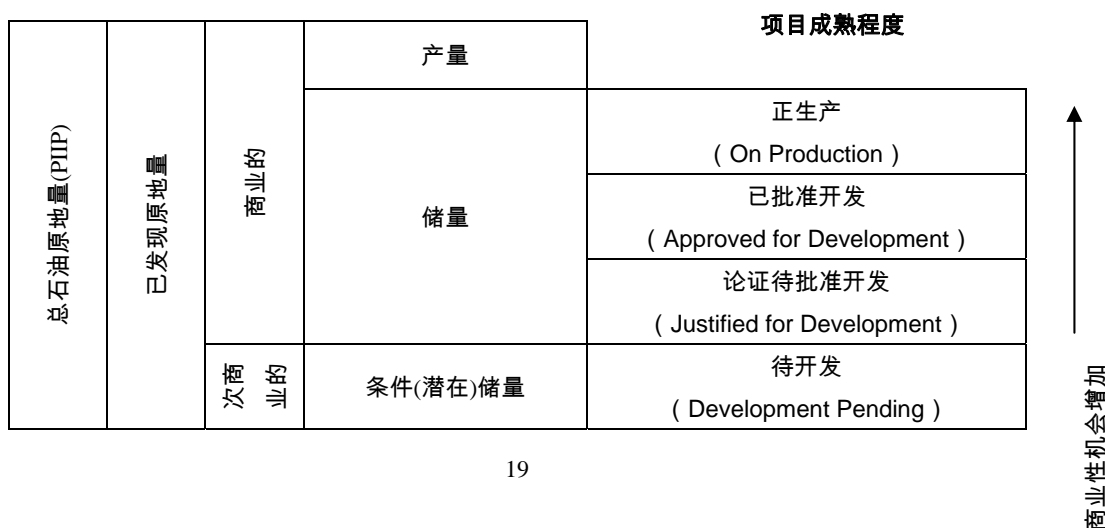 项目成熟程度
总石油原地量(PIIP)
已发现原地量
商业的
产量
储量
正生产
( On Production )
已批准开发
( Approved for Development )
论证待批准开发
( Justified for Development )
次商
业的
条件(潜在)储量
待开发
( Development Pending )
商业性机会增加
19